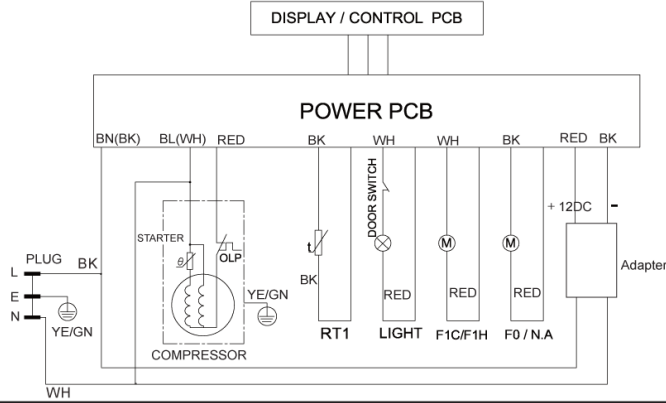 DISPLAY / CONTROL PCB
POWER PCB
BN(BK) BL(WH) RED BK WH WH BK RED BK
DOOR SWITCH
+ 12DC -
STARTER
OLP
θ
t
M M
PLUG
L BK
Adapter
BK
E
YE/GN
RED RED RED
N
YE/GN
RT1 LIGHT F1C/F1H F0 / N.A
COMPRESSOR
WH